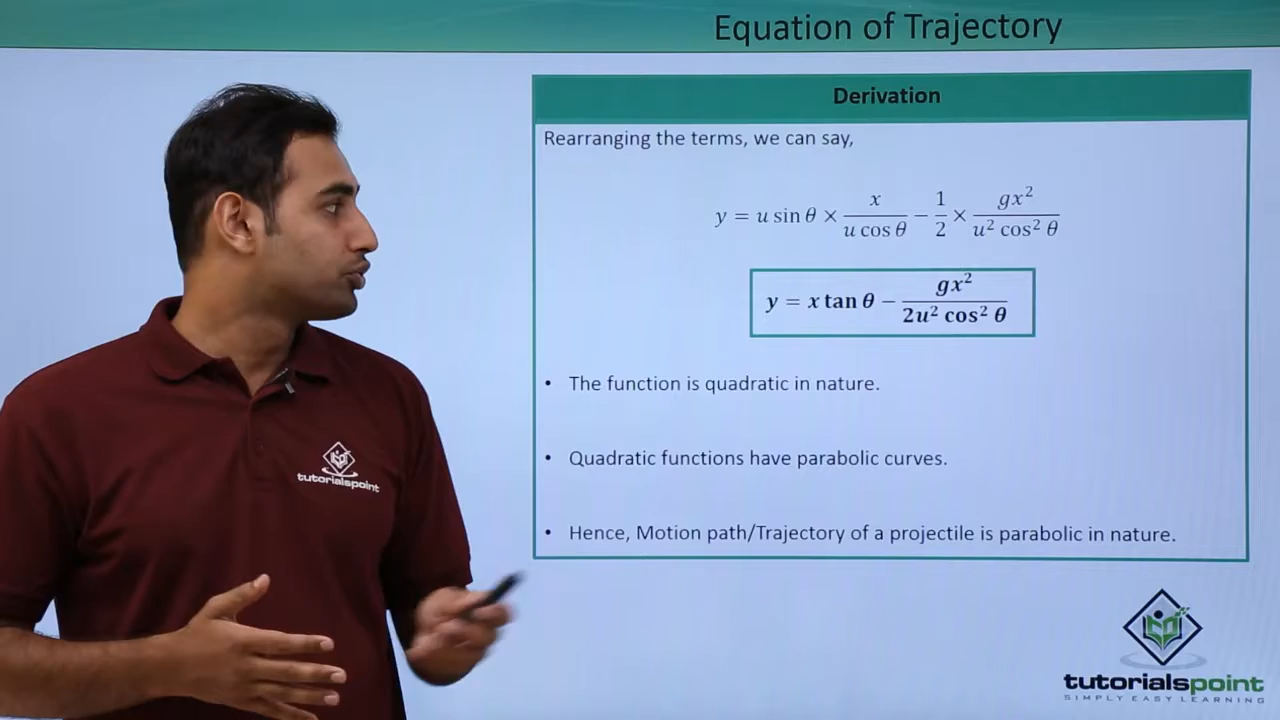 Equation of Trajectory
Derivation
Rearranging the terms, we can say,
y = u sin θ × x / (u cos θ) − 1/2 × gx² / (u² cos² θ)
y = x tan θ − gx² / (2u² cos² θ)
• The function is quadratic in nature.
• Quadratic functions have parabolic curves.
• Hence, Motion path/Trajectory of a projectile is parabolic in nature.
tutorialspoint
tutorialspoint
SIMPLY EASY LEARNING